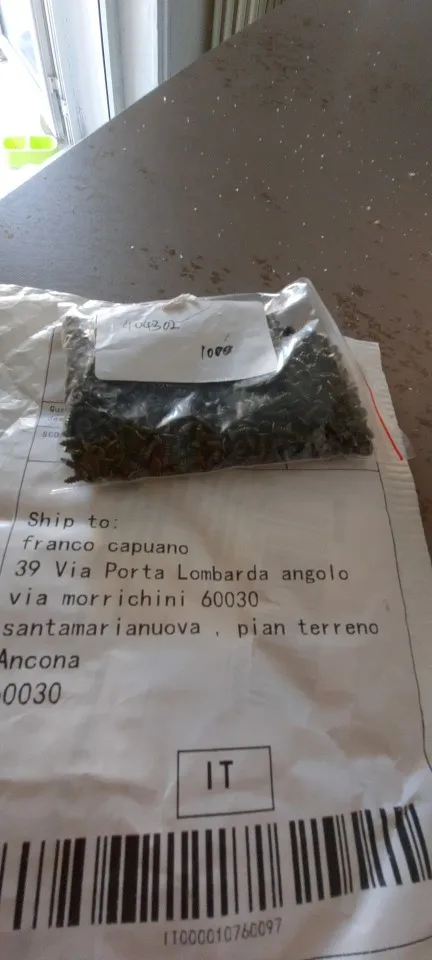 1000
Ship to:
franco capuano
39 Via Porta Lombarda angolo
via morrichini 60030
santamarianuova , pian terreno
Ancona
0030
IT
IT000010760097